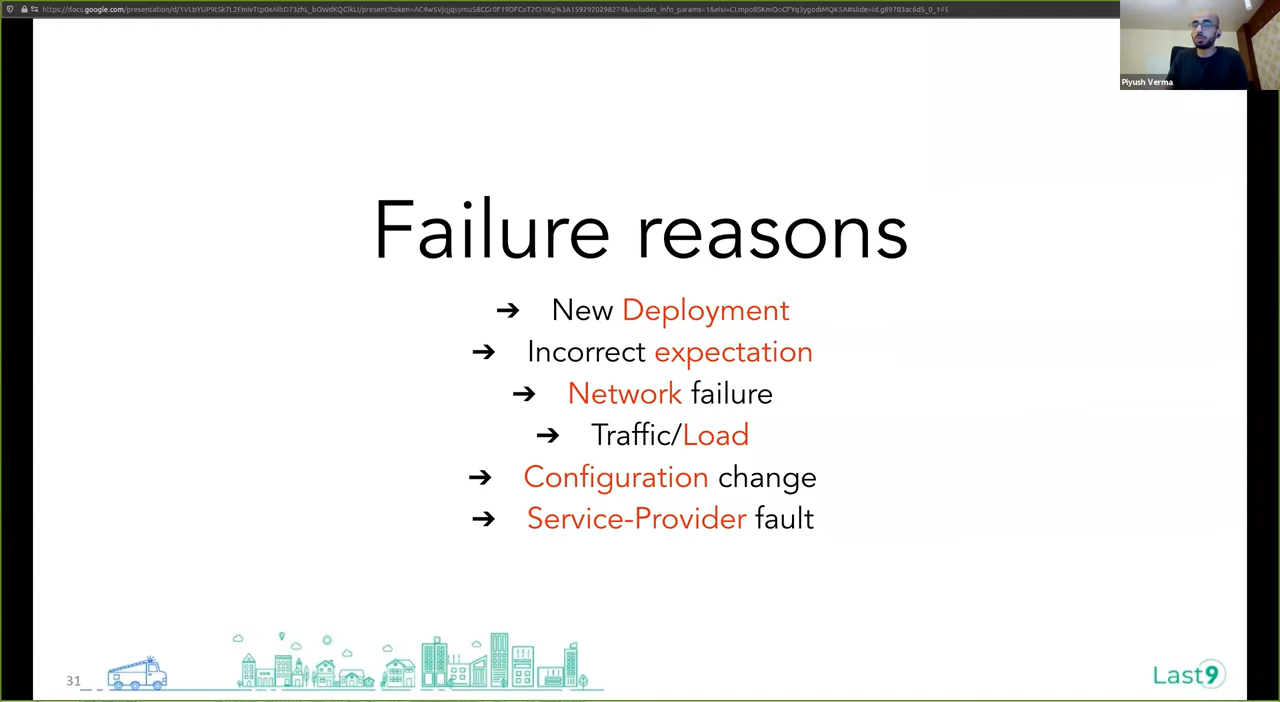 Piyush Verma
Failure reasons
➔ New Deployment
➔ Incorrect expectation
➔ Network failure
➔ Traffic/Load
➔ Configuration change
➔ Service-Provider fault
31
Last9